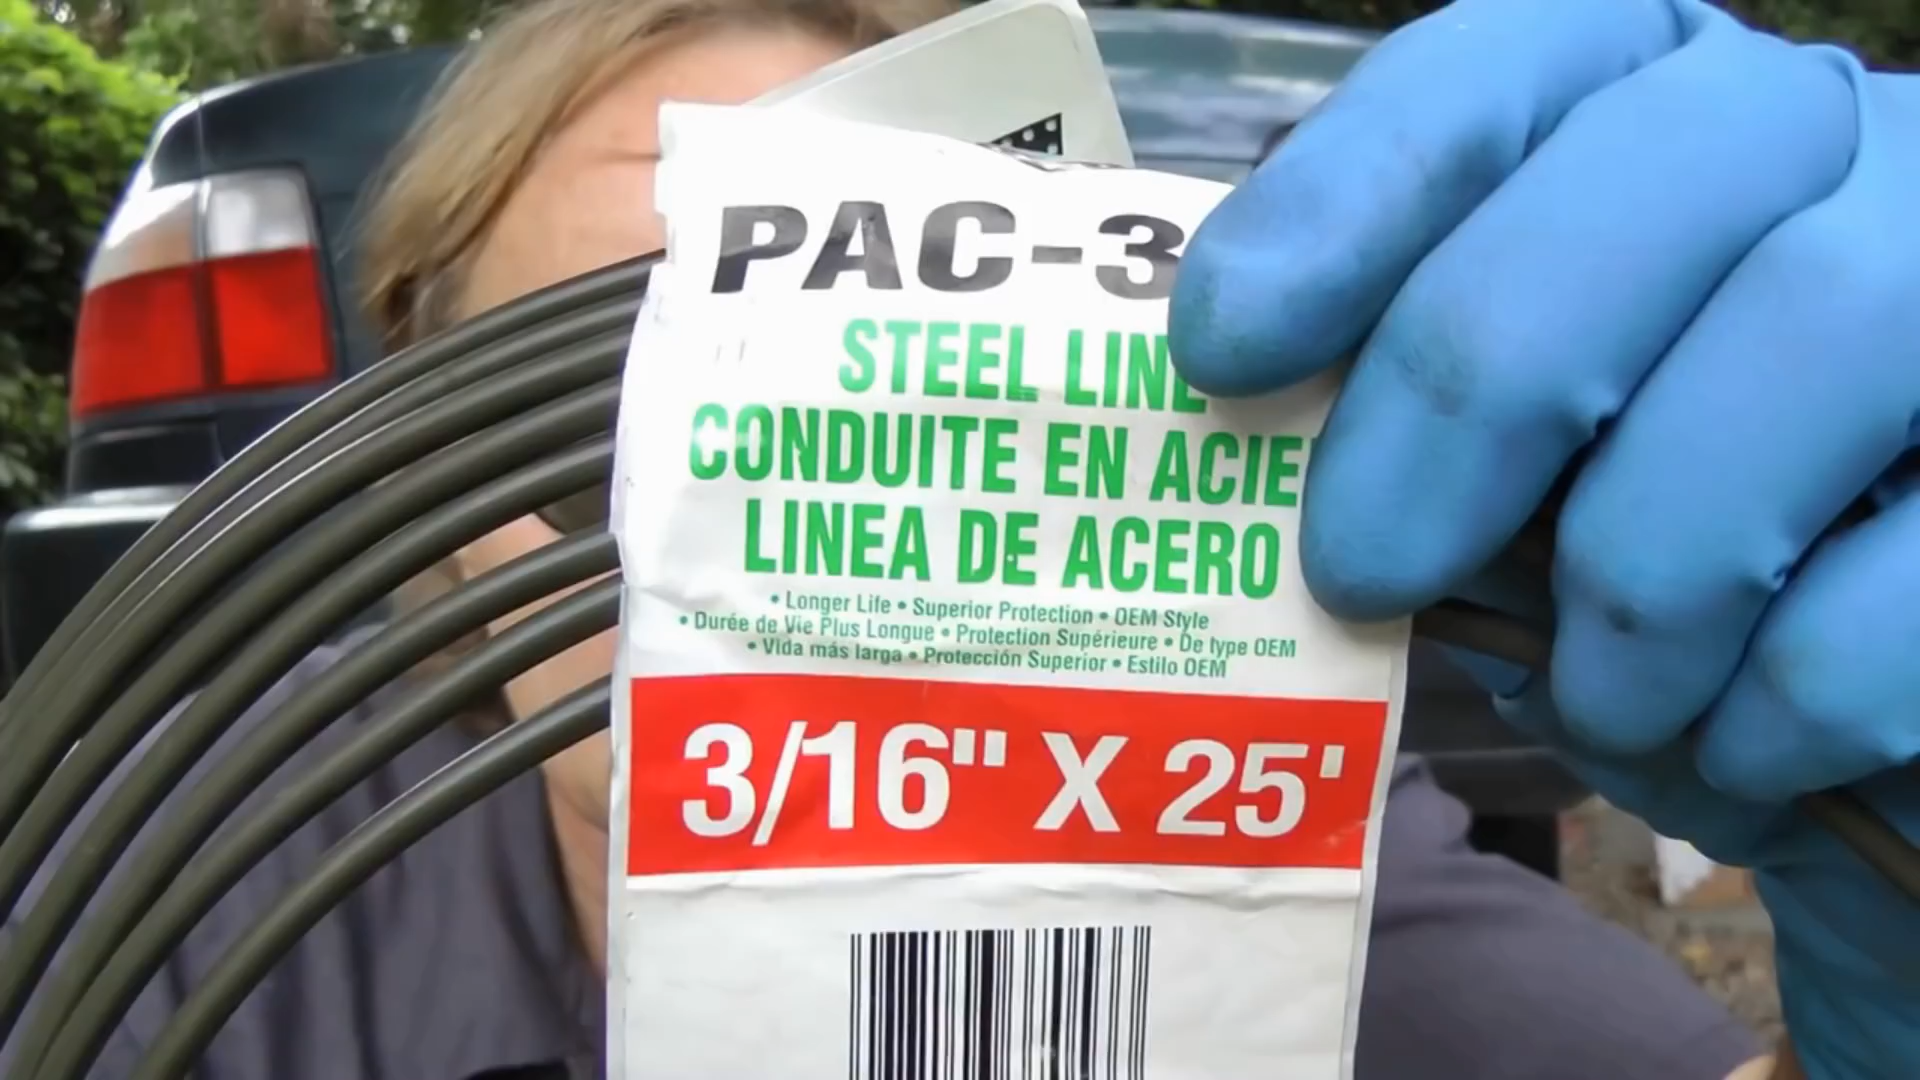 PAC-3
STEEL LINE
CONDUITE EN ACIE
LINEA DE ACERO
• Longer Life • Superior Protection • OEM Style
• Durée de Vie Plus Longue • Protection Supérieure • De type OEM
• Vida más larga • Protección Superior • Estilo OEM
3/16" X 25'